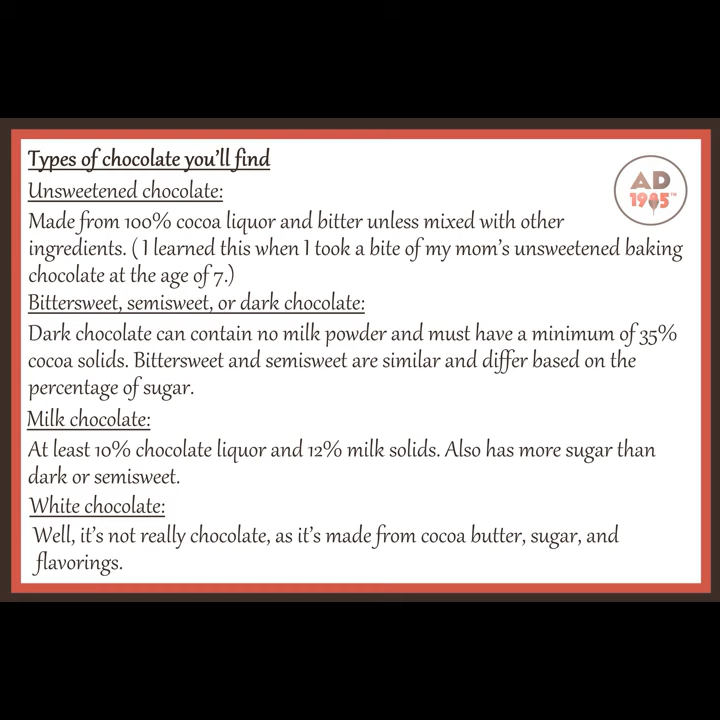 Types of chocolate you'll find
Unsweetened chocolate:
AD
1985™
Made from 100% cocoa liquor and bitter unless mixed with other
ingredients. ( I learned this when I took a bite of my mom's unsweetened baking
chocolate at the age of 7.)
Bittersweet, semisweet, or dark chocolate:
Dark chocolate can contain no milk powder and must have a minimum of 35%
cocoa solids. Bittersweet and semisweet are similar and differ based on the
percentage of sugar.
Milk chocolate:
At least 10% chocolate liquor and 12% milk solids. Also has more sugar than
dark or semisweet.
White chocolate:
Well, it's not really chocolate, as it's made from cocoa butter, sugar, and
flavorings.